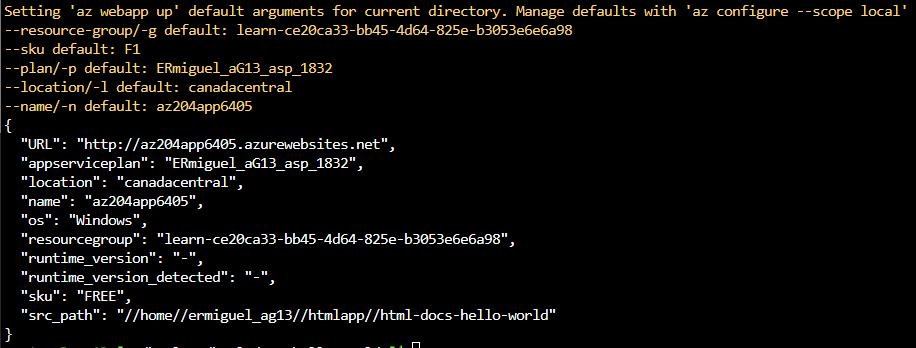 Setting 'az webapp up' default arguments for current directory. Manage defaults with 'az configure --scope local'
--resource-group/-g default: learn-ce20ca33-bb45-4d64-825e-b3053e6e6a98
--sku default: F1
--plan/-p default: ERmiguel_aG13_asp_1832
--location/-l default: canadacentral
--name/-n default: az204app6405
{
  "URL": "http://az204app6405.azurewebsites.net",
  "appserviceplan": "ERmiguel_aG13_asp_1832",
  "location": "canadacentral",
  "name": "az204app6405",
  "os": "Windows",
  "resourcegroup": "learn-ce20ca33-bb45-4d64-825e-b3053e6e6a98",
  "runtime_version": "-",
  "runtime_version_detected": "-",
  "sku": "FREE",
  "src_path": "//home//ermiguel_ag13//htmlapp//html-docs-hello-world"
}